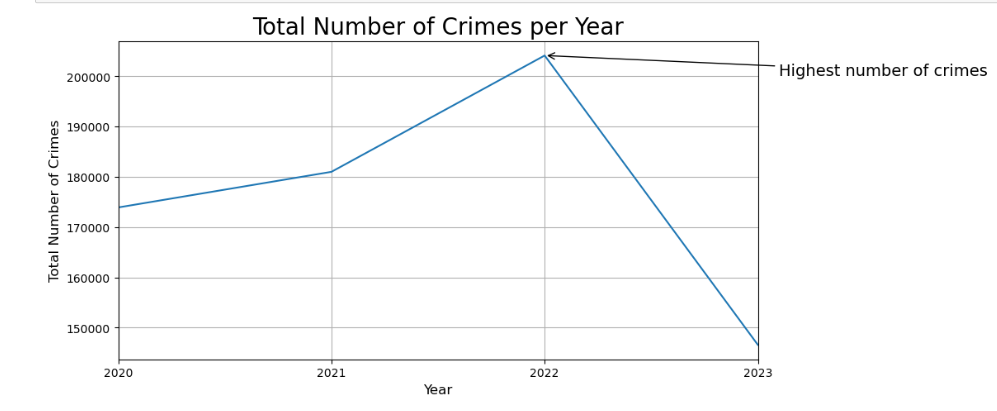 Total Number of Crimes per Year
Highest number of crimes
200000
190000
180000
170000
160000
150000
Total Number of Crimes
2020 2021 2022 2023
Year